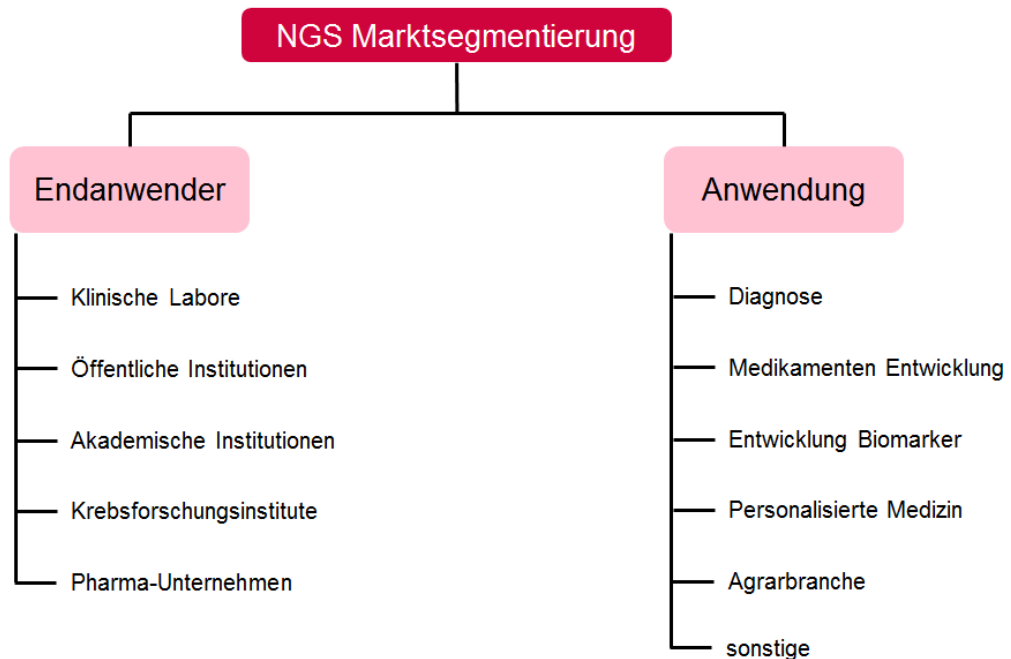 NGS Marktsegmentierung
Endanwender
Klinische Labore
Öffentliche Institutionen
Akademische Institutionen
Krebsforschungsinstitute
Pharma-Unternehmen
Anwendung
Diagnose
Medikamenten Entwicklung
Entwicklung Biomarker
Personalisierte Medizin
Agrarbranche
sonstige